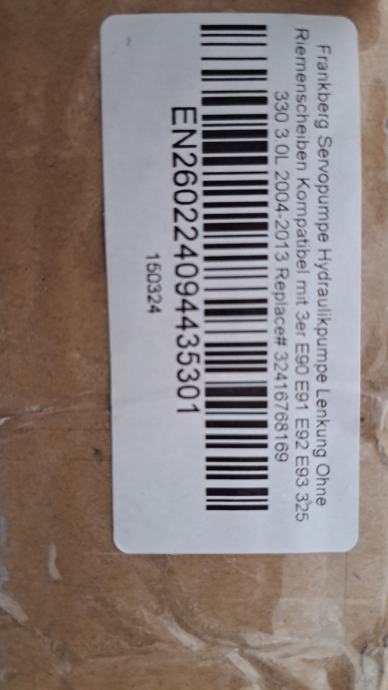 Frankberg Servopumpe Hydraulikpumpe Lenkung Ohne
Riemenscheiben Kompatibel mit 3er E90 E91 E92 E93 325
330 3.0L 2004-2013 Replace# 32416768169
EN260224094435301
150324